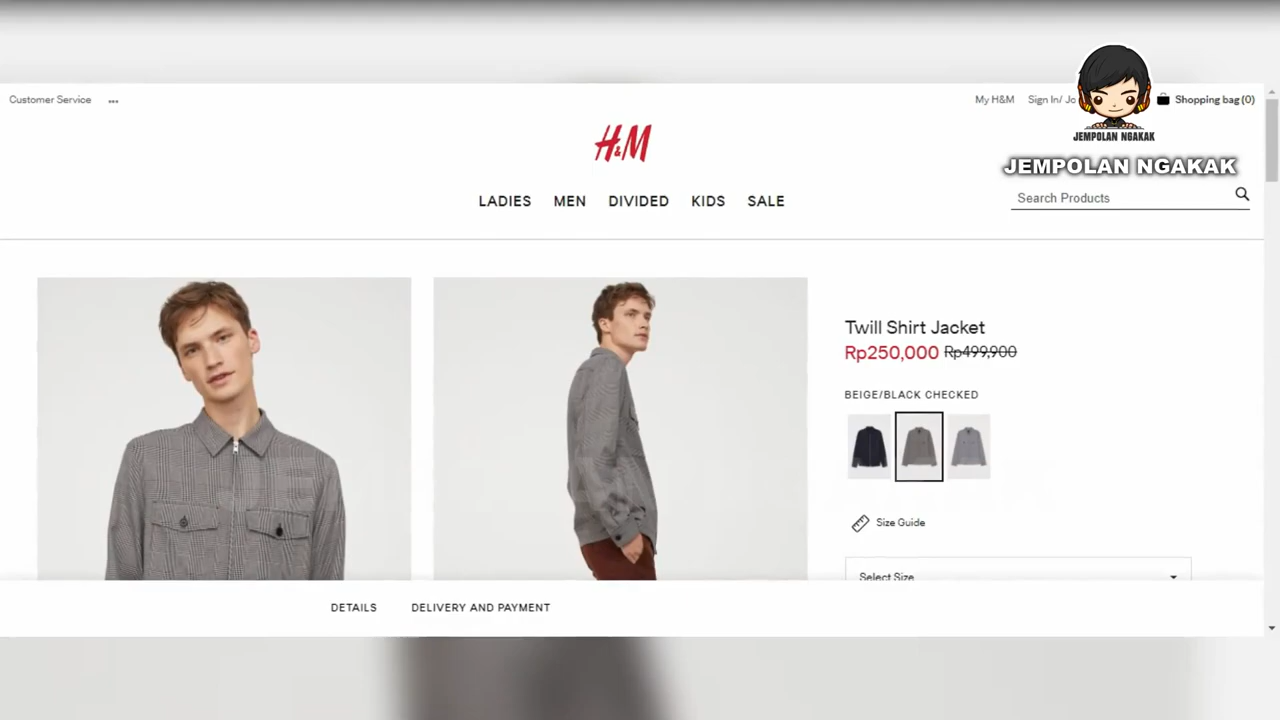 Customer Service ...
My H&M Sign In/ Jo Shopping bag (0)
JEMPOLAN NGAKAK
H&M
JEMPOLAN NGAKAK
LADIES MEN DIVIDED KIDS SALE
Search Products
Twill Shirt Jacket
Rp250,000 Rp499,900
BEIGE/BLACK CHECKED
Size Guide
Select Size
DETAILS DELIVERY AND PAYMENT